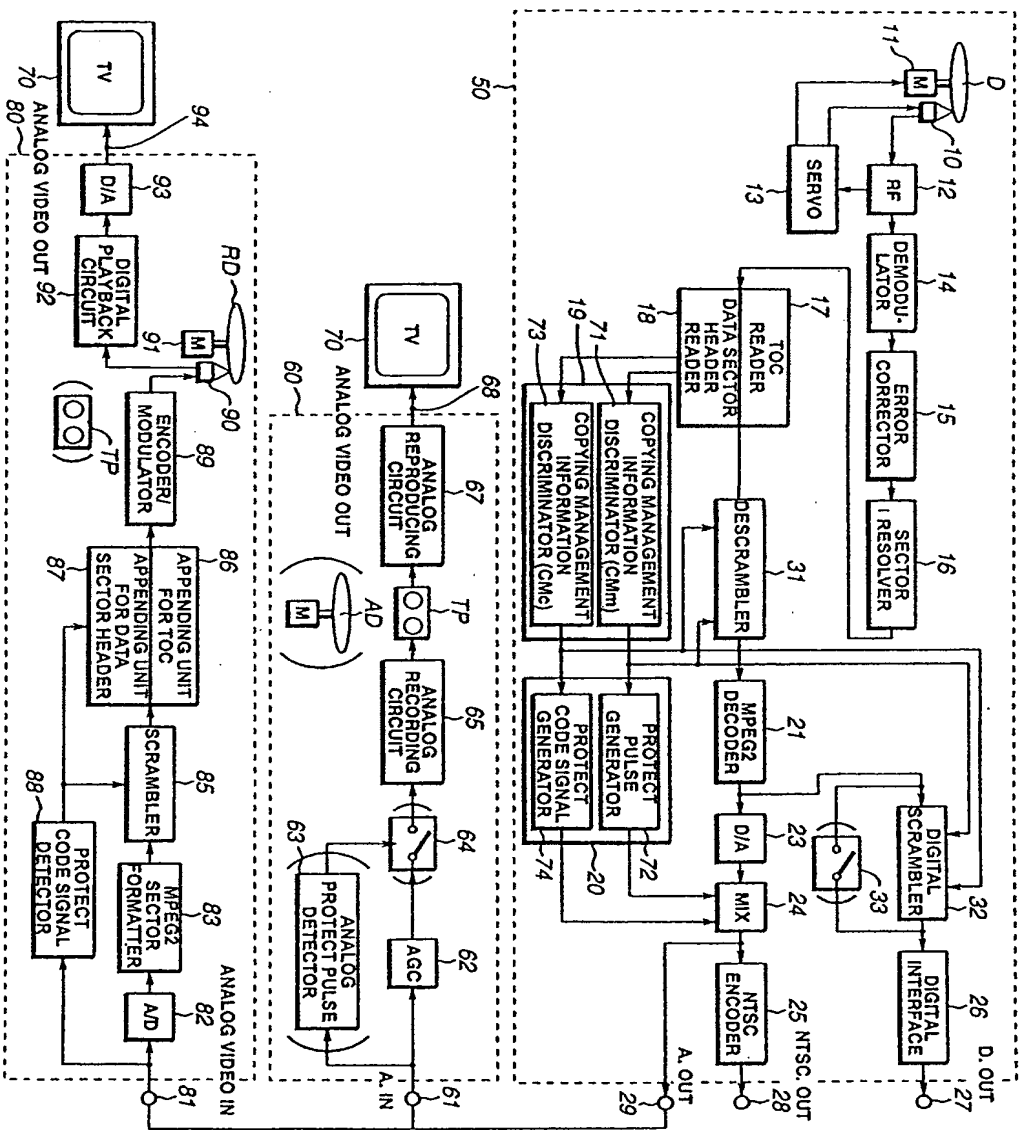 50
11
M
D
10
SERVO
13
RF
12
DEMODU-
LATOR
14
ERROR
CORRECTOR
15
SECTOR
I RESOLVER
16
TOC READER
17
DATA SECTOR
HEADER
READER
18
19
71
COPYING MANAGEMENT
INFORMATION
DISCRIMINATOR (CMm)
73
COPYING MANAGEMENT
INFORMATION
DISCRIMINATOR (CMc)
DESCRAMBLER
31
MPEG2
DECODER
21
PROTECT
PULSE
GENERATOR
72
PROTECT
CODE SIGNAL
GENERATOR
74
20
D/A
23
MIX
24
33
DIGITAL
SCRAMBLER
32
DIGITAL
INTERFACE
26
D. OUT
27
NTSC
ENCODER
25
NTSC. OUT
28
A. OUT
29
60
TV
70
68
ANALOG VIDEO OUT
ANALOG
REPRODUCING
CIRCUIT
67
TP
AD
M
ANALOG
RECORDING
CIRCUIT
65
64
63
ANALOG
PROTECT PULSE
DETECTOR
AGC
62
A. IN
61
TV
70
94
ANALOG VIDEO OUT
80
D/A
93
DIGITAL
PLAYBACK
CIRCUIT
92
RD
M
91
90
TP
ENCODER/
MODULATOR
89
86
APPENDING UNIT
FOR TOC
APPENDING UNIT
FOR DATA
SECTOR HEADER
87
SCRAMBLER
85
PROTECT
CODE SIGNAL
DETECTOR
88
MPEG2
SECTOR
FORMATTER
83
A/D
82
ANALOG VIDEO IN
81